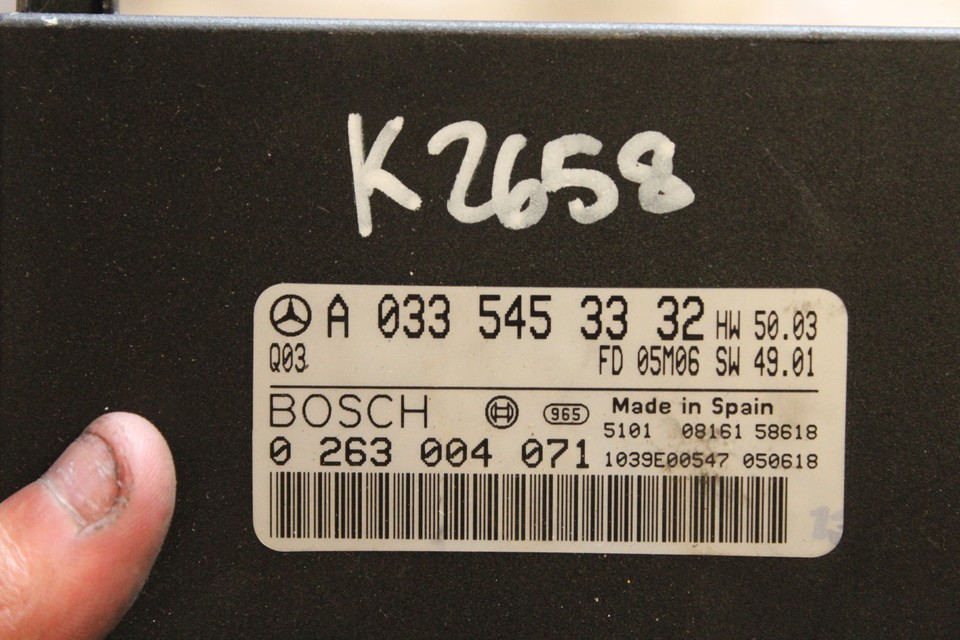 K2658
A 033 545 33 32 HW 50.03
Q03 FD 05M06 SW 49.01
BOSCH 965 Made in Spain
5101 08161 58618
0 263 004 071 1039E00547 050618